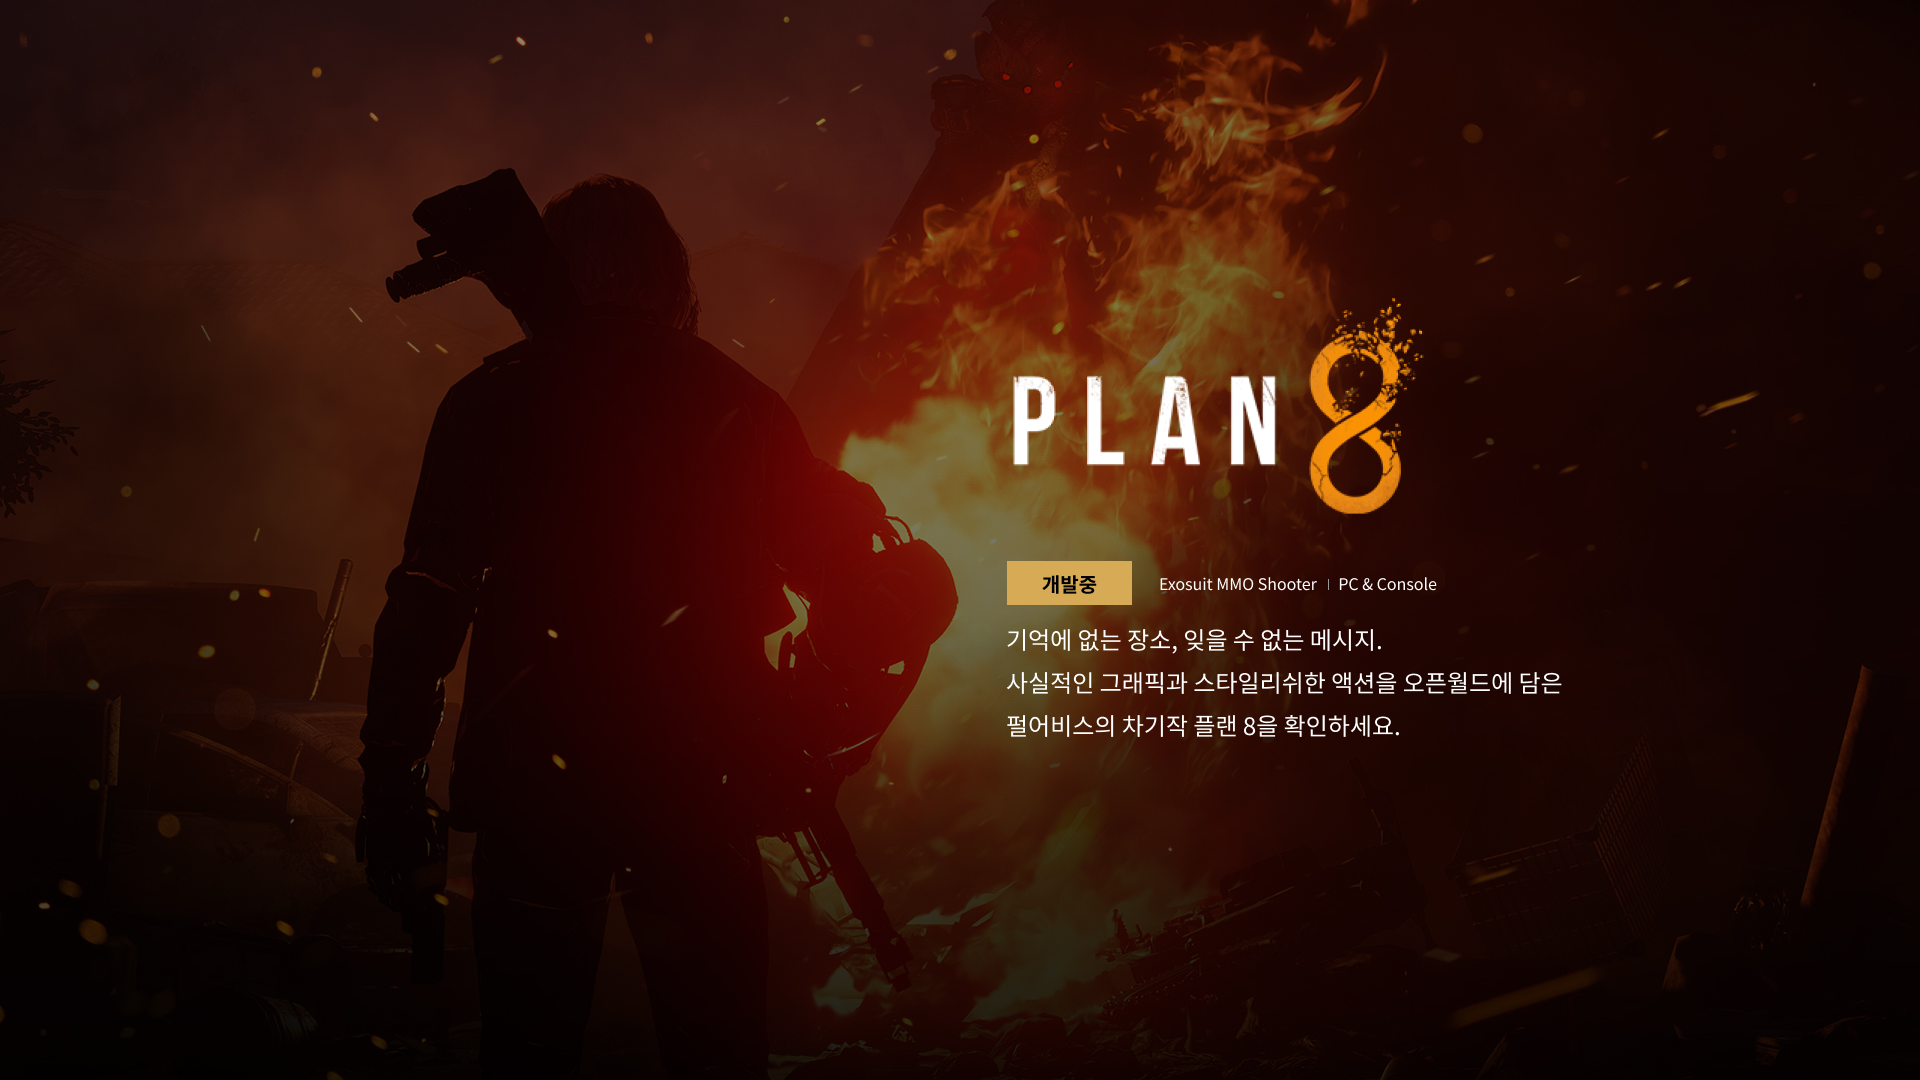 PLAN 8
개발중 Exosuit MMO Shooter | PC & Console
기억에 없는 장소, 잊을 수 없는 메시지.
사실적인 그래픽과 스타일리쉬한 액션을 오픈월드에 담은
펄어비스의 차기작 플랜 8을 확인하세요.